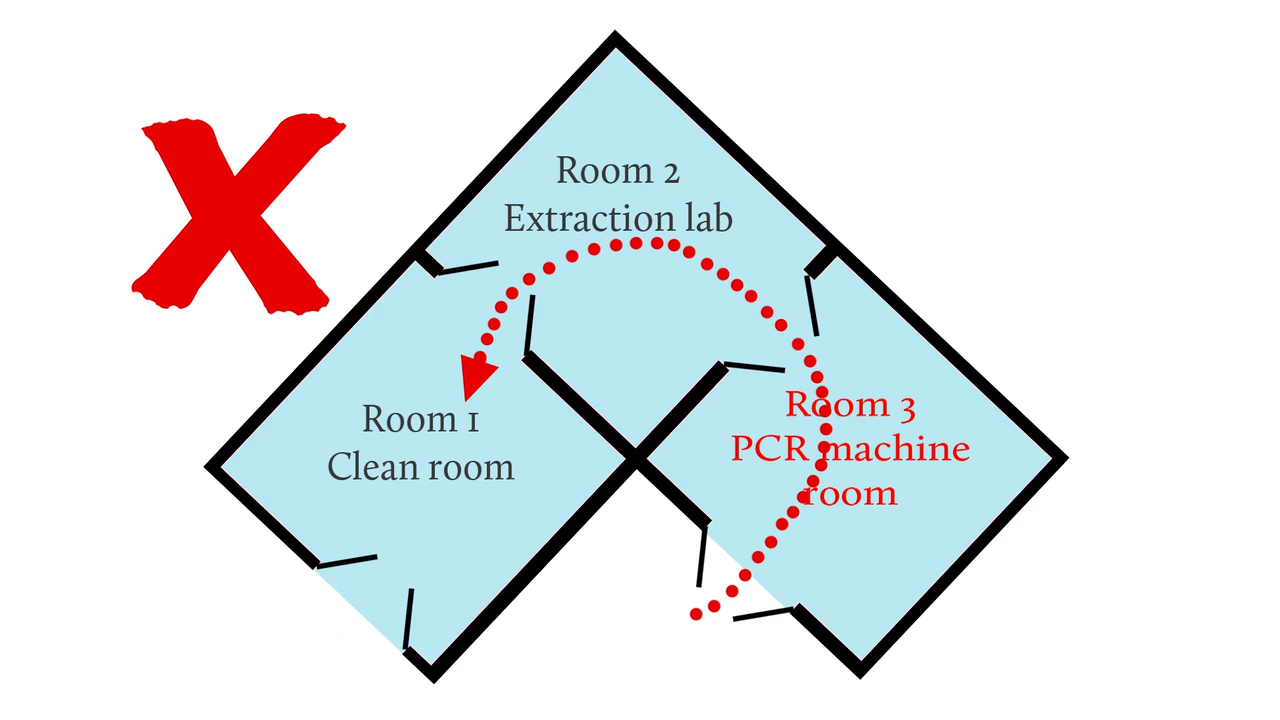 Room 2
Extraction lab
Room 1
Clean room
Room 3
PCR machine
room